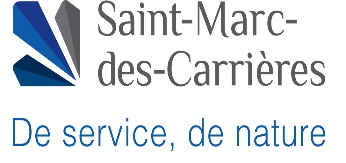 Saint-Marc-
des-Carrières
De service, de nature